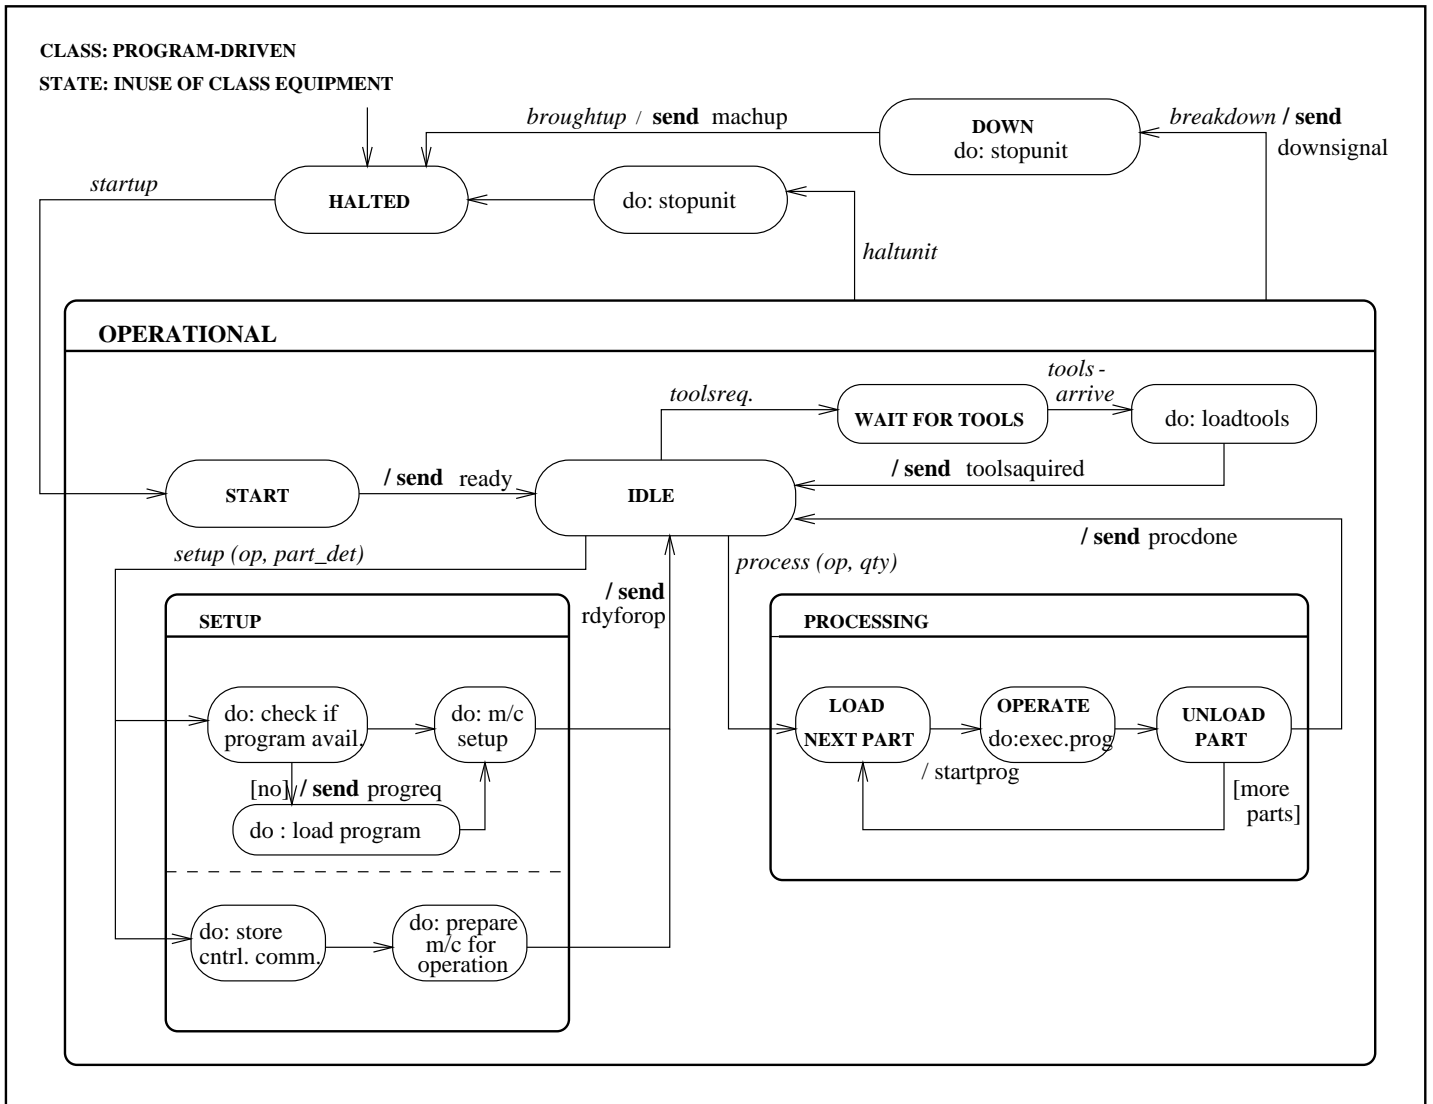 CLASS: PROGRAM-DRIVEN
STATE: INUSE OF CLASS EQUIPMENT
broughtup / send machup
DOWN
do: stopunit
breakdown / send
downsignal
startup
HALTED
do: stopunit
haltunit
OPERATIONAL
toolsreq.
WAIT FOR TOOLS
tools -
arrive
do: loadtools
/ send toolsaquired
START
/ send ready
IDLE
/ send procdone
setup (op, part_det)
/ send
rdyforop
process (op, qty)
SETUP
do: check if
program avail.
do: m/c
setup
[no] / send progreq
do : load program
do: store
cntrl. comm.
do: prepare
m/c for
operation
PROCESSING
LOAD
NEXT PART
OPERATE
do:exec.prog
UNLOAD
PART
/ startprog
[more
parts]